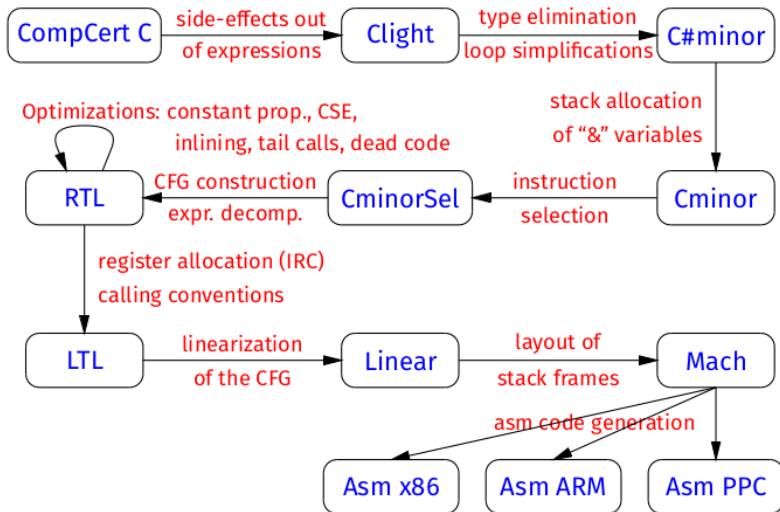 CompCert C
side-effects out
of expressions
Clight
type elimination
loop simplifications
C#minor
stack allocation
of “&” variables
Optimizations: constant prop., CSE,
inlining, tail calls, dead code
RTL
CFG construction
expr. decomp.
CminorSel
instruction
selection
Cminor
register allocation (IRC)
calling conventions
LTL
linearization
of the CFG
Linear
layout of
stack frames
Mach
asm code generation
Asm x86
Asm ARM
Asm PPC